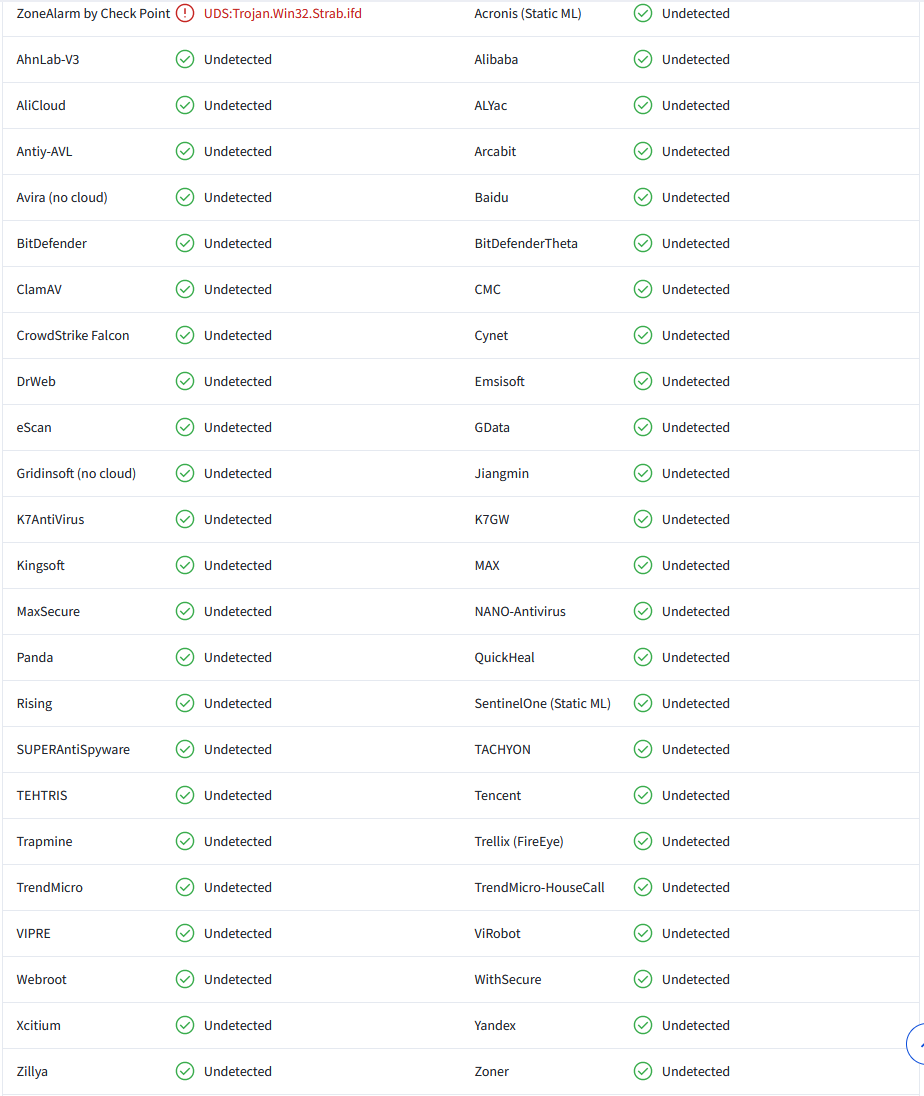 ZoneAlarm by Check Point UDS:Trojan.Win32.Strab.ifd Acronis (Static ML) Undetected
AhnLab-V3 Undetected Alibaba Undetected
AliCloud Undetected ALYac Undetected
Antiy-AVL Undetected Arcabit Undetected
Avira (no cloud) Undetected Baidu Undetected
BitDefender Undetected BitDefenderTheta Undetected
ClamAV Undetected CMC Undetected
CrowdStrike Falcon Undetected Cynet Undetected
DrWeb Undetected Emsisoft Undetected
eScan Undetected GData Undetected
Gridinsoft (no cloud) Undetected Jiangmin Undetected
K7AntiVirus Undetected K7GW Undetected
Kingsoft Undetected MAX Undetected
MaxSecure Undetected NANO-Antivirus Undetected
Panda Undetected QuickHeal Undetected
Rising Undetected SentinelOne (Static ML) Undetected
SUPERAntiSpyware Undetected TACHYON Undetected
TEHTRIS Undetected Tencent Undetected
Trapmine Undetected Trellix (FireEye) Undetected
TrendMicro Undetected TrendMicro-HouseCall Undetected
VIPRE Undetected ViRobot Undetected
Webroot Undetected WithSecure Undetected
Xcitium Undetected Yandex Undetected
Zillya Undetected Zoner Undetected